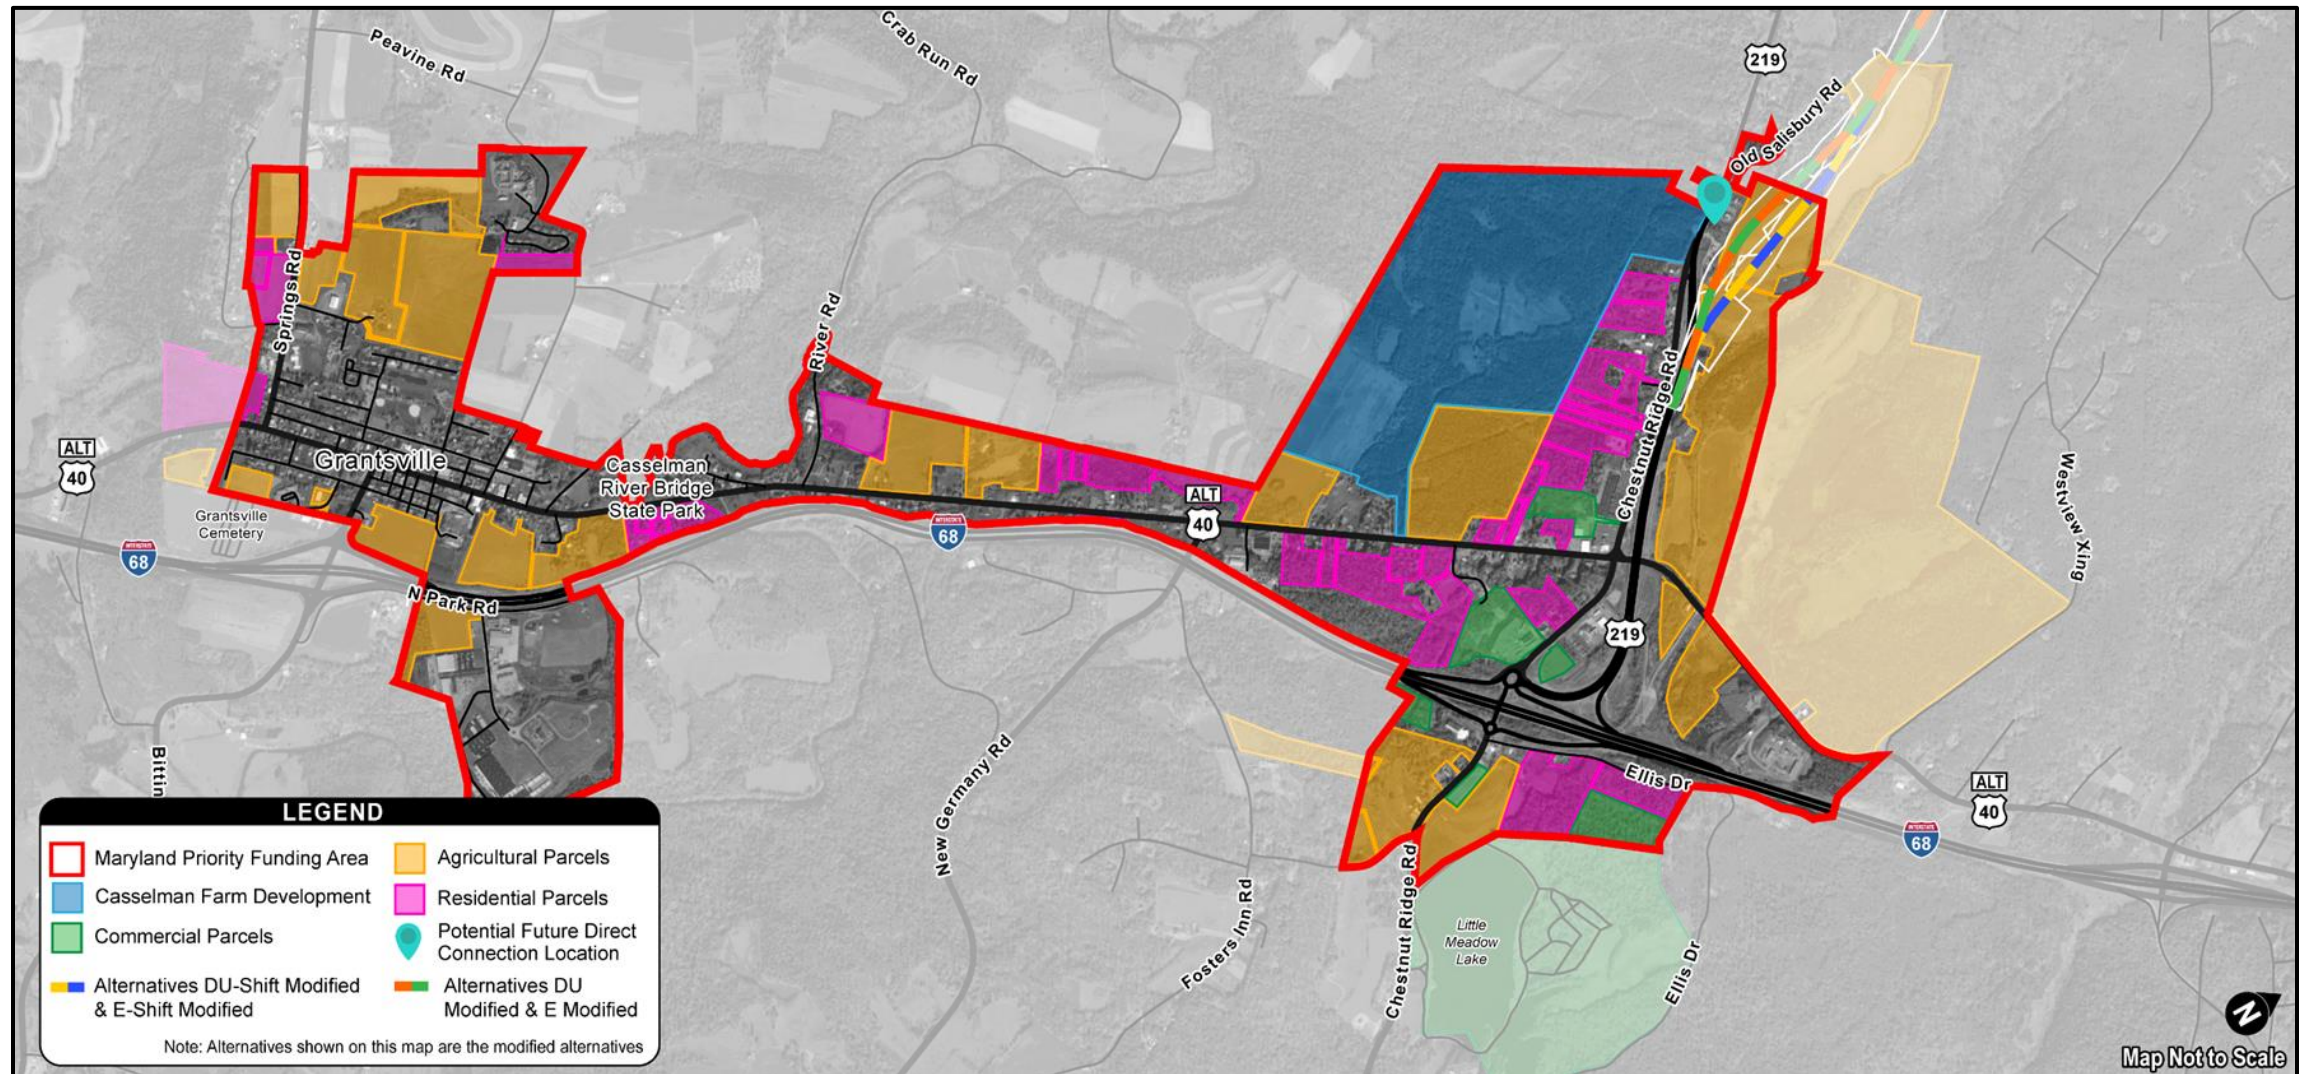 Peavine Rd
Crab Run Rd
219
Old Salisbury Rd
Springs Rd
River Rd
Chestnut Ridge Rd
Westview Xing
ALT
40
Grantsville
Casselman
River Bridge
State Park
Grantsville
Cemetery
INTERSTATE
68
INTERSTATE
68
ALT
40
N Park Rd
219
Bittin
New Germany Rd
Fosters Inn Rd
Ellis Dr
ALT
40
INTERSTATE
68
Chestnut Ridge Rd
Little
Meadow
Lake
Ellis Dr
LEGEND
Maryland Priority Funding Area
Casselman Farm Development
Commercial Parcels
Alternatives DU-Shift Modified
& E-Shift Modified
Agricultural Parcels
Residential Parcels
Potential Future Direct
Connection Location
Alternatives DU
Modified & E Modified
Note: Alternatives shown on this map are the modified alternatives
N
Map Not to Scale